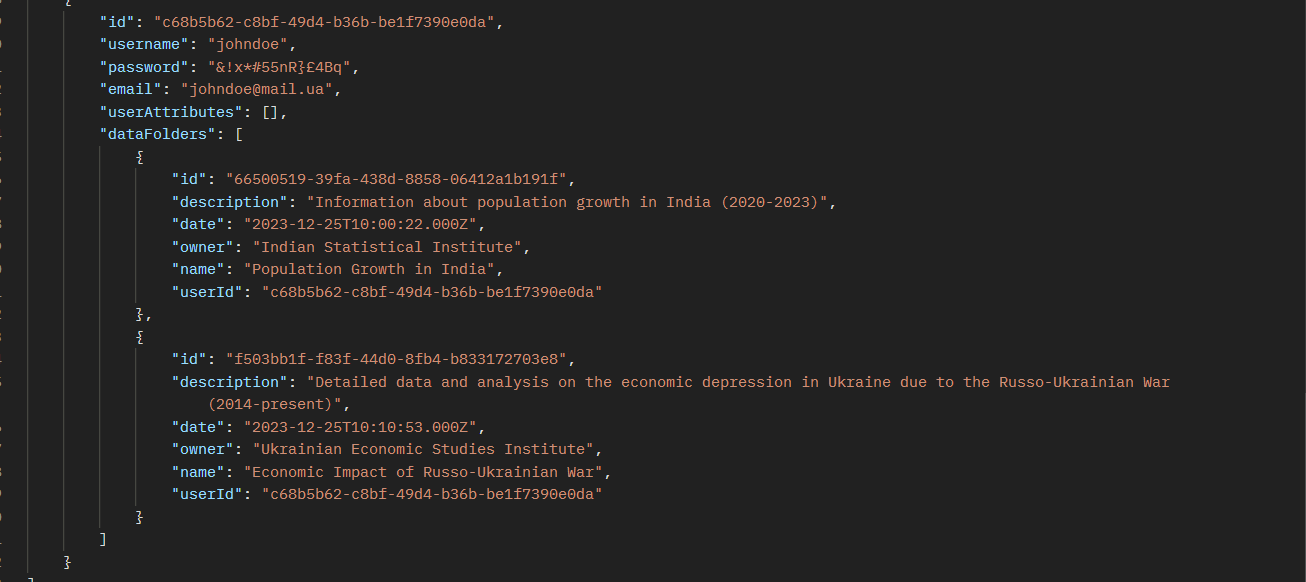 {
"id": "c68b5b62-c8bf-49d4-b36b-be1f7390e0da",
"username": "johndoe",
"password": "&!x*#55nR}£4Bq",
"email": "johndoe@mail.ua",
"userAttributes": [],
"dataFolders": [
{
"id": "66500519-39fa-438d-8858-06412a1b191f",
"description": "Information about population growth in India (2020-2023)",
"date": "2023-12-25T10:00:22.000Z",
"owner": "Indian Statistical Institute",
"name": "Population Growth in India",
"userId": "c68b5b62-c8bf-49d4-b36b-be1f7390e0da"
},
{
"id": "f503bb1f-f83f-44d0-8fb4-b833172703e8",
"description": "Detailed data and analysis on the economic depression in Ukraine due to the Russo-Ukrainian War
(2014-present)",
"date": "2023-12-25T10:10:53.000Z",
"owner": "Ukrainian Economic Studies Institute",
"name": "Economic Impact of Russo-Ukrainian War",
"userId": "c68b5b62-c8bf-49d4-b36b-be1f7390e0da"
}
]
}